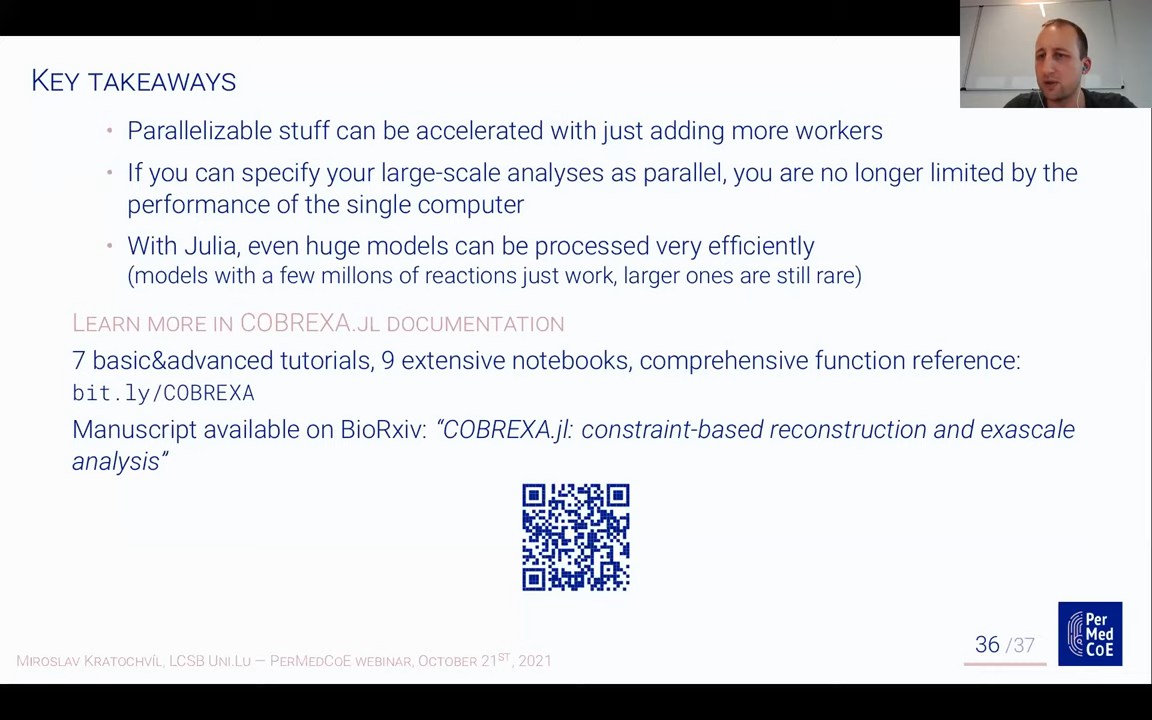 Key takeaways
• Parallelizable stuff can be accelerated with just adding more workers
• If you can specify your large-scale analyses as parallel, you are no longer limited by the
performance of the single computer
• With Julia, even huge models can be processed very efficiently
(models with a few millons of reactions just work, larger ones are still rare)
Learn more in COBREXA.jl documentation
7 basic&advanced tutorials, 9 extensive notebooks, comprehensive function reference:
bit.ly/COBREXA
Manuscript available on BioRxiv: “COBREXA.jl: constraint-based reconstruction and exascale
analysis”
Miroslav Kratochvíl, LCSB Uni.Lu — PerMedCoE webinar, October 21ST, 2021
36 /37
Per
Med
CoE